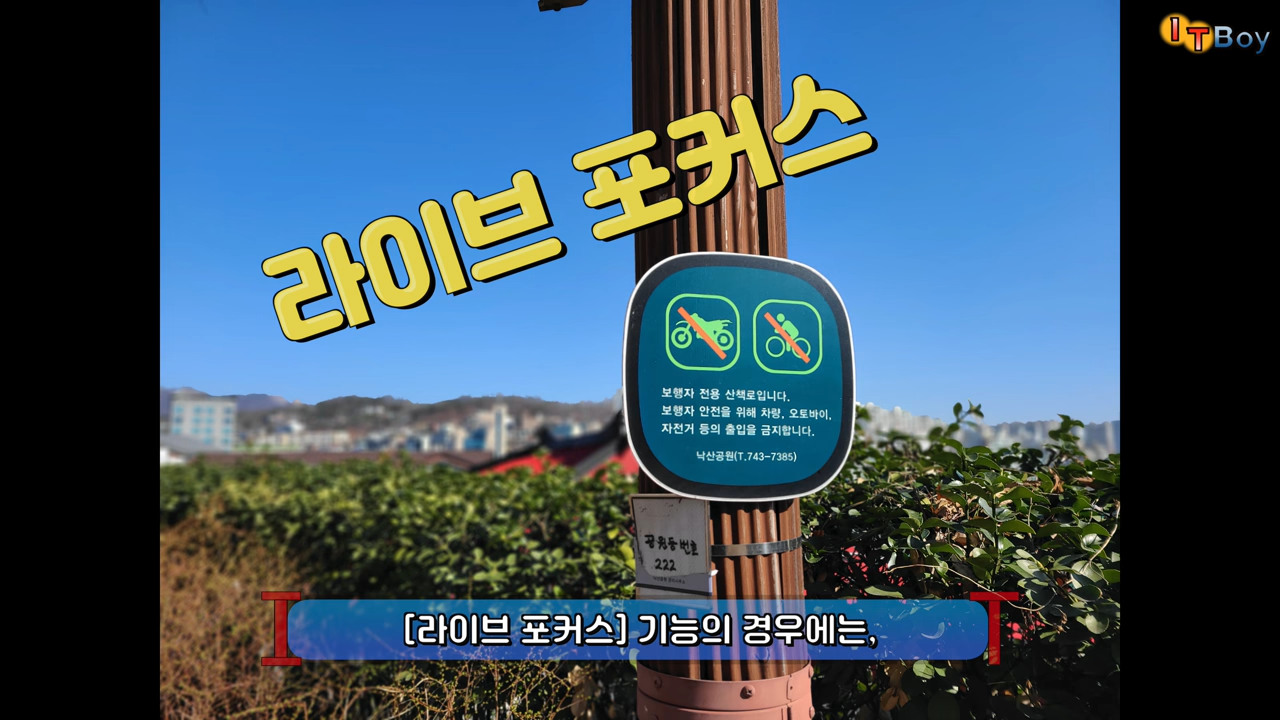 ITBoy
라이브 포커스
보행자 전용 산책로입니다.
보행자 안전을 위해 차량, 오토바이,
자전거 등의 출입을 금지합니다.
낙산공원(T.743-7385)
공원등번호
222
[라이브 포커스] 기능의 경우에는,
I T